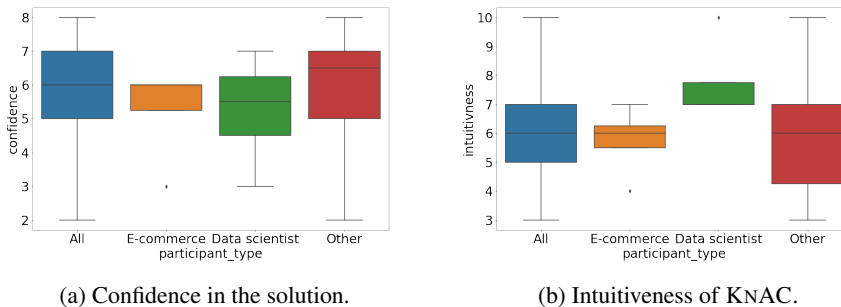 8
7
6
5
4
3
2
confidence
All
E-commerce
Data scientist
Other
participant_type
(a) Confidence in the solution.
10
9
8
7
6
5
4
3
intuitivness
All
E-commerce
Data scientist
Other
participant_type
(b) Intuitiveness of KNAC.